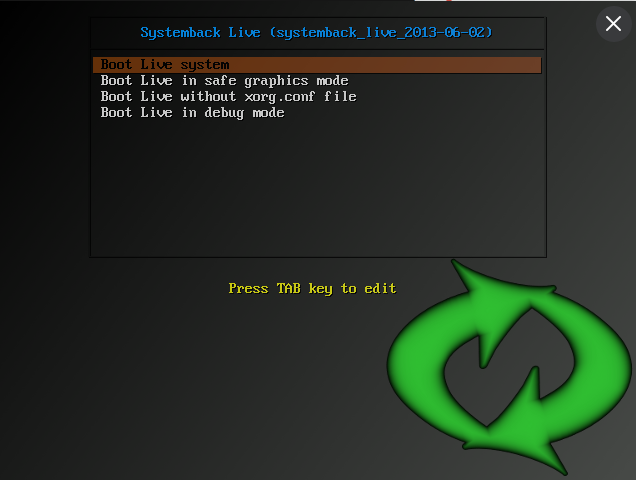 Systemback Live (systemback_live_2013-06-02)
Boot Live system
Boot Live in safe graphics mode
Boot Live without xorg.conf file
Boot Live in debug mode
Press TAB key to edit